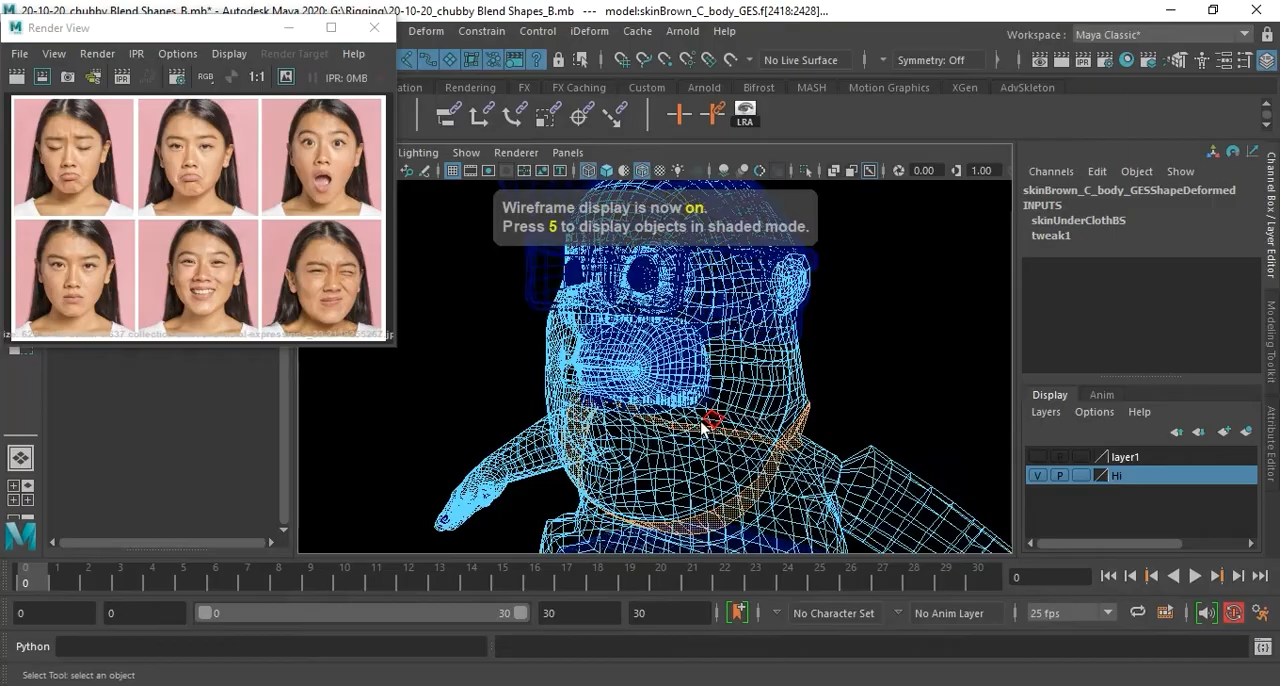 20-10-20_chubby Blend Shapes_B.mb* - Autodesk Maya 2020: G:\Rigging\20-10-20_chubby Blend Shapes_B.mb --- model:skinBrown_C_body_GES.f[2418:2428]...
Render View
File View Render IPR Options Display Render Target Help
Deform Constrain Control iDeform Cache Arnold Help
Workspace : Maya Classic*
RGB 1:1 IPR: 0MB
No Live Surface
Symmetry: Off
IPR
Rendering FX FX Caching Custom Arnold Bifrost MASH Motion Graphics XGen AdvSkeleton
LRA
Lighting Show Renderer Panels
0.00 1.00
Channels Edit Object Show
skinBrown_C_body_GESShapeDeformed
INPUTS
skinUnderClothBS
tweak1
Channel Box / Layer Editor
Modeling Toolkit
Attribute Editor
Wireframe display is now on.
Press 5 to display objects in shaded mode.
Display Anim
Layers Options Help
layer1
V P Hi
0 1 2 3 4 5 6 7 8 9 10 11 12 13 14 15 16 17 18 19 20 21 22 23 24 25 26 27 28 29 30
0
0
0 0 0 30 30 30 No Character Set No Anim Layer 25 fps
Python
Select Tool: select an object